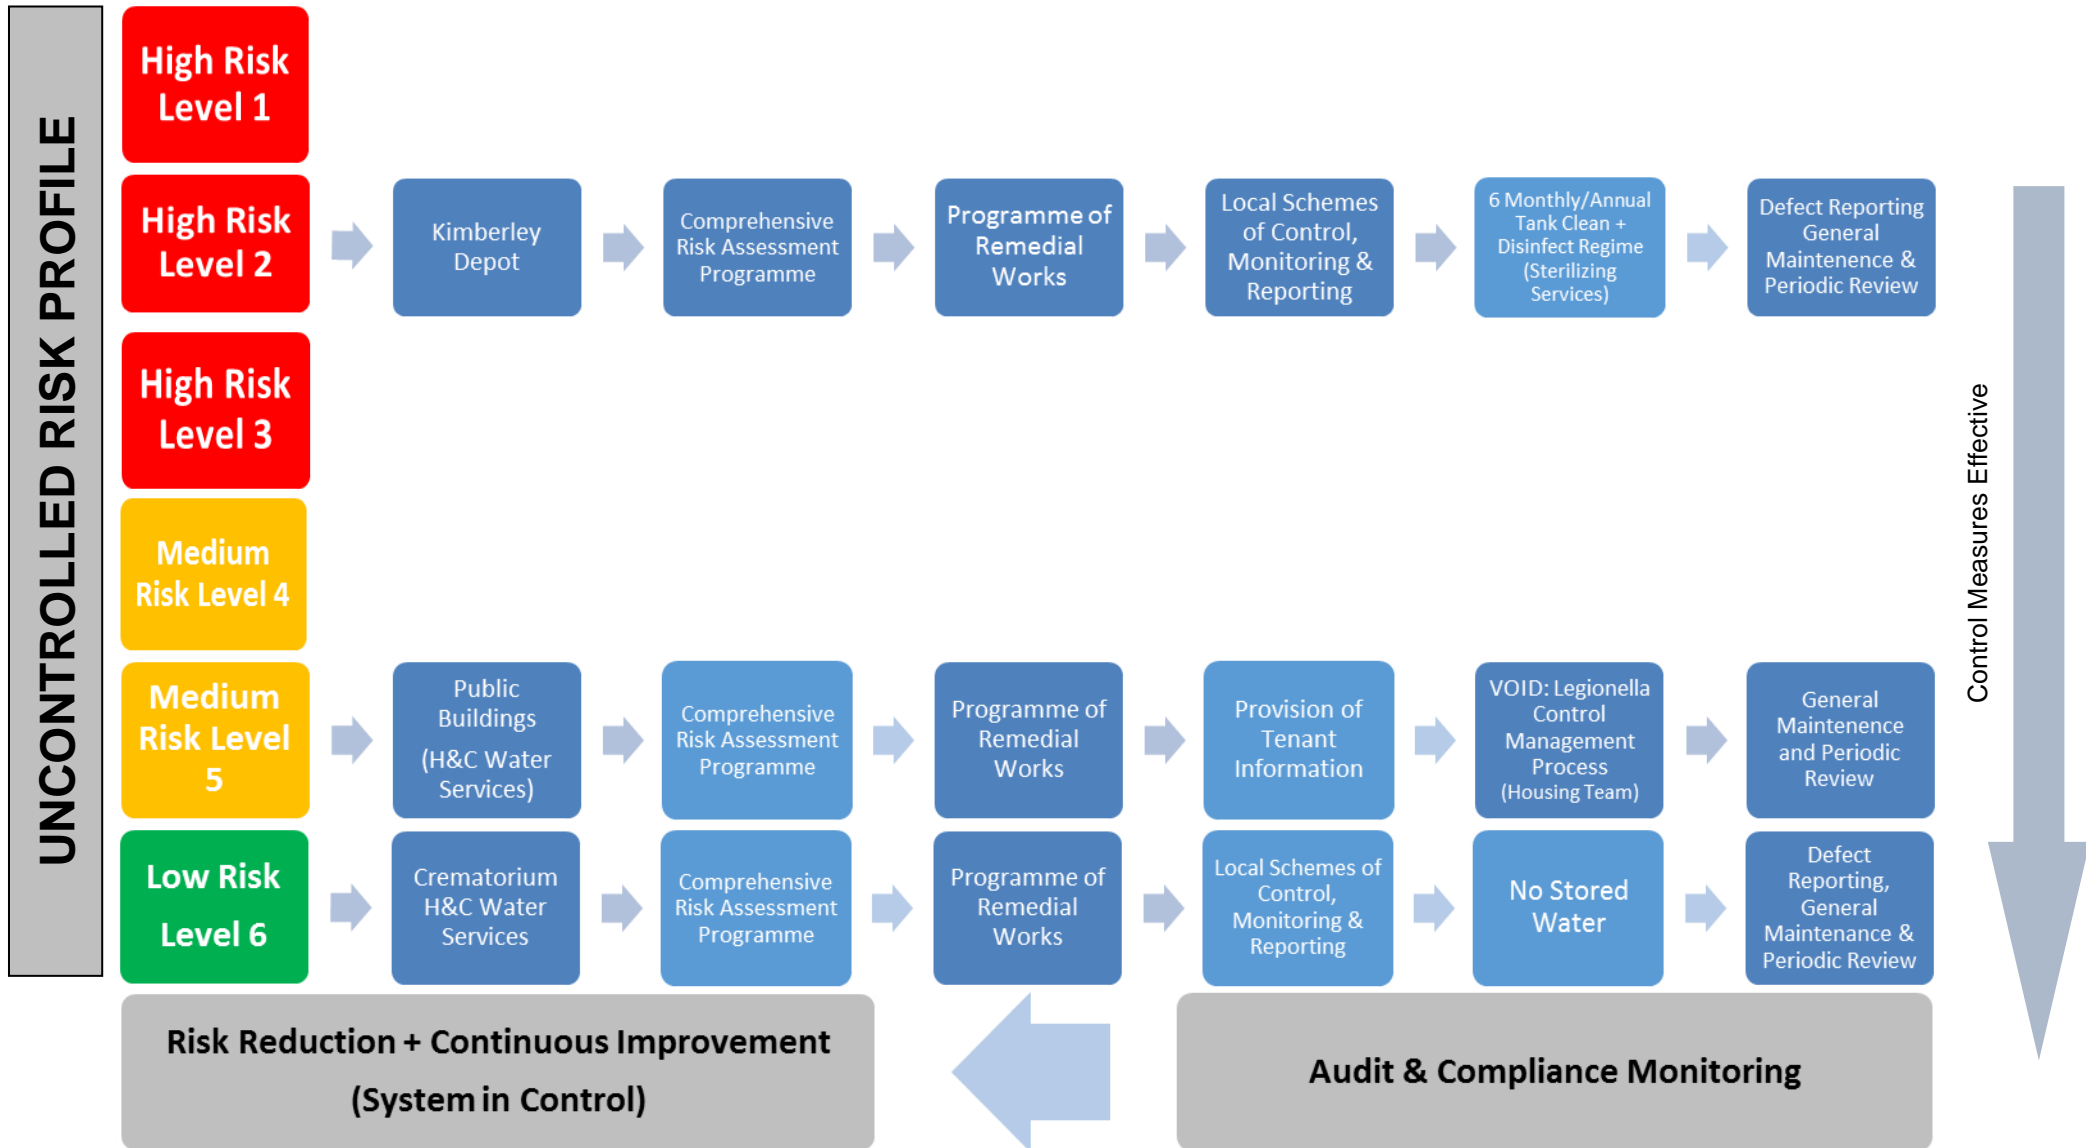 UNCONTROLLED RISK PROFILE
High Risk
Level 1
High Risk
Level 2
Kimberley
Depot
Comprehensive
Risk Assessment
Programme
Programme of
Remedial
Works
Local Schemes
of Control,
Monitoring &
Reporting
6 Monthly/Annual
Tank Clean +
Disinfect Regime
(Sterilizing
Services)
Defect Reporting
General
Maintenence &
Periodic Review
High Risk
Level 3
Medium
Risk Level 4
Medium
Risk Level
5
Public
Buildings
(H&C Water
Services)
Comprehensive
Risk Assessment
Programme
Programme of
Remedial
Works
Provision of
Tenant
Information
VOID: Legionella
Control
Management
Process
(Housing Team)
General
Maintenence
and Periodic
Review
Low Risk
Level 6
Crematorium
H&C Water
Services
Comprehensive
Risk Assessment
Programme
Programme of
Remedial
Works
Local Schemes of
Control,
Monitoring &
Reporting
No Stored
Water
Defect
Reporting,
General
Maintenance &
Periodic Review
Control Measures Effective
Risk Reduction + Continuous Improvement
(System in Control)
Audit & Compliance Monitoring